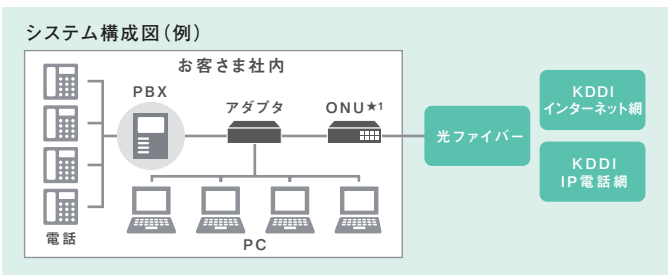 システム構成図(例)
お客さま社内
PBX
アダプタ
ONU★1
電話
PC
光ファイバー
KDDI
インターネット網
KDDI
IP電話網